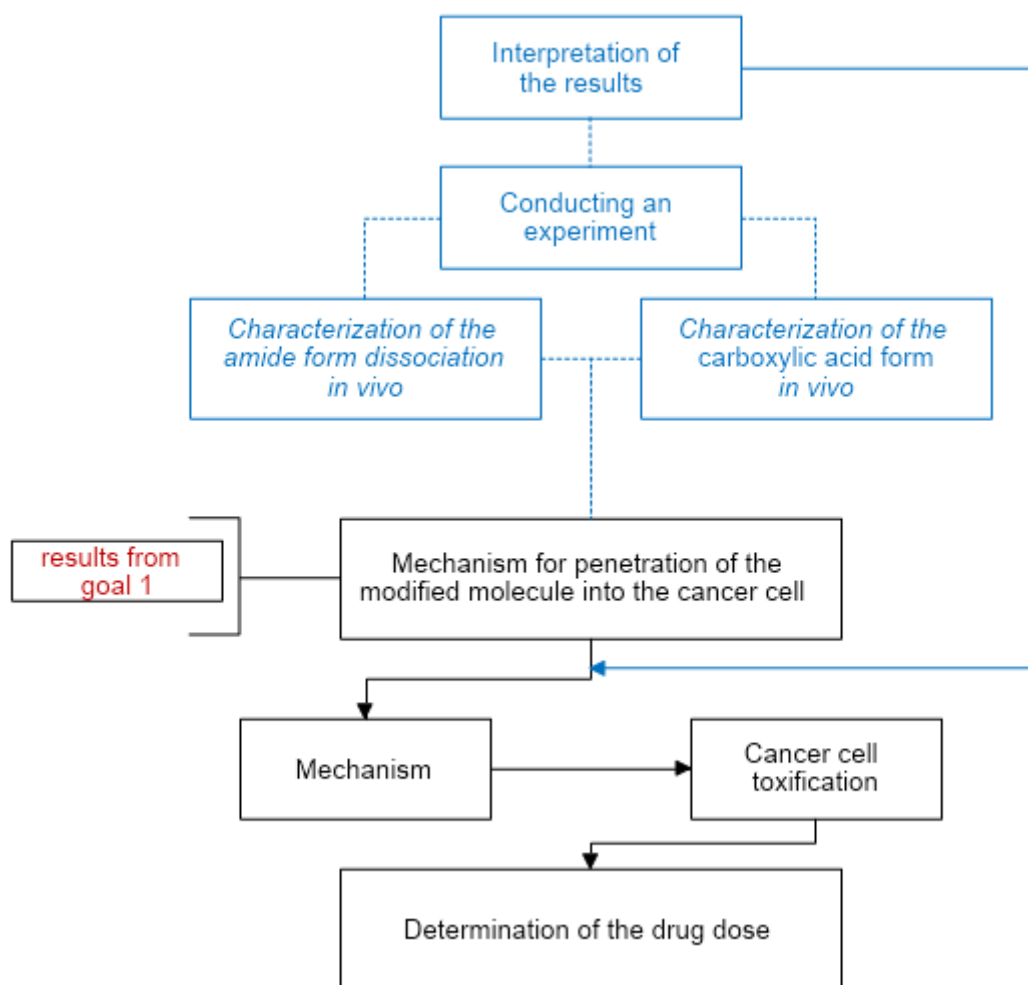 Interpretation of
the results
Conducting an
experiment
Characterization of the
amide form dissociation
in vivo
Characterization of the
carboxylic acid form
in vivo
results from
goal 1
Mechanism for penetration of the
modified molecule into the cancer cell
Mechanism
Cancer cell
toxification
Determination of the drug dose